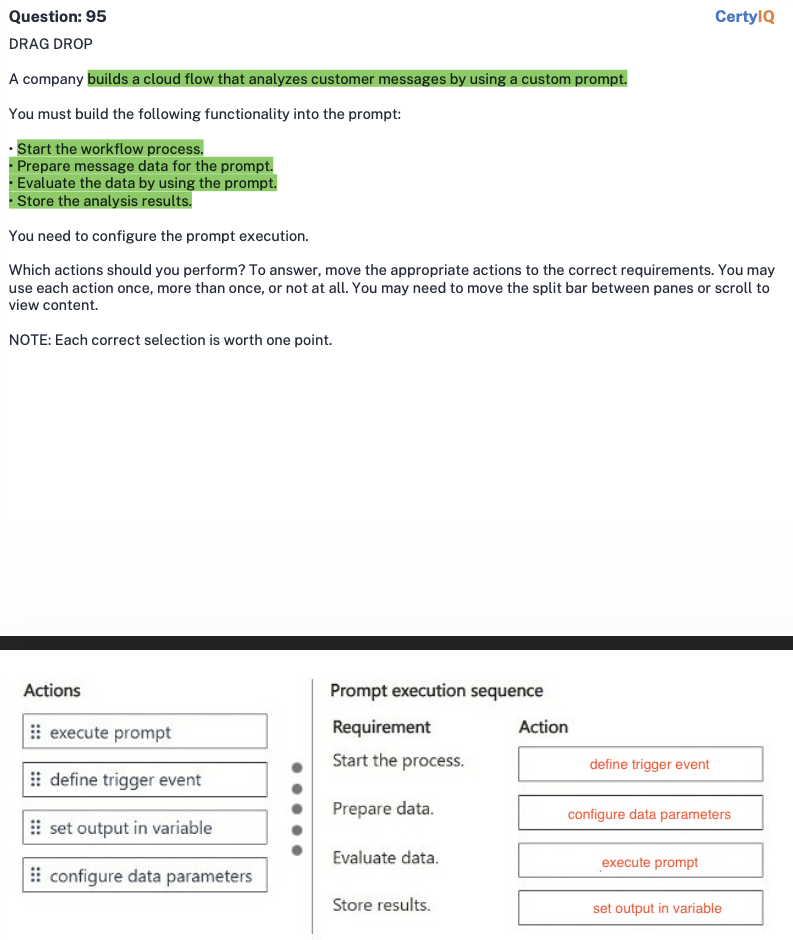 Question: 95
CertyIQ
DRAG DROP
A company builds a cloud flow that analyzes customer messages by using a custom prompt.
You must build the following functionality into the prompt:
• Start the workflow process.
• Prepare message data for the prompt.
• Evaluate the data by using the prompt.
• Store the analysis results.
You need to configure the prompt execution.
Which actions should you perform? To answer, move the appropriate actions to the correct requirements. You may
use each action once, more than once, or not at all. You may need to move the split bar between panes or scroll to
view content.
NOTE: Each correct selection is worth one point.
Actions
execute prompt
define trigger event
set output in variable
configure data parameters
Prompt execution sequence
Requirement Action
Start the process. define trigger event
Prepare data. configure data parameters
Evaluate data. execute prompt
Store results. set output in variable